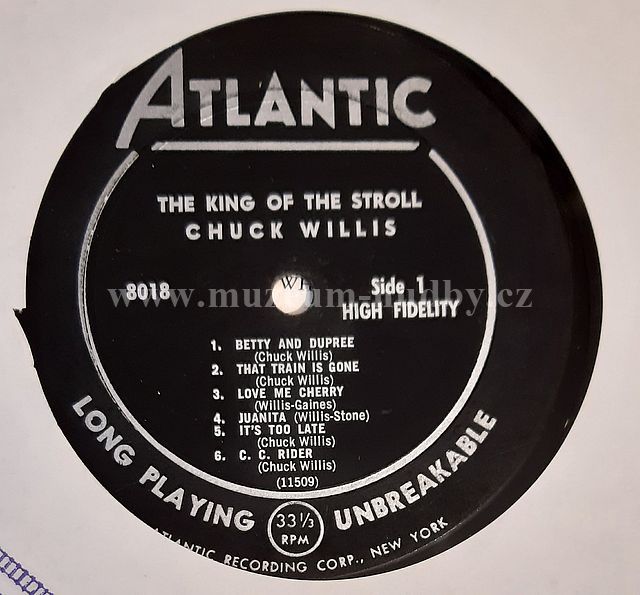 ATLANTIC
THE KING OF THE STROLL
CHUCK WILLIS
8018
Side 1
HIGH FIDELITY
www.muzeum-hudby.cz
1. BETTY AND DUPREE
(Chuck Willis)
2. THAT TRAIN IS GONE
(Chuck Willis)
3. LOVE ME CHERRY
(Willis-Gaines)
4. JUANITA (Willis-Stone)
5. IT'S TOO LATE
(Chuck Willis)
6. C. C. RIDER
(Chuck Willis)
(11509)
LONG PLAYING
33 1/3
RPM
UNBREAKABLE
ATLANTIC RECORDING CORP., NEW YORK